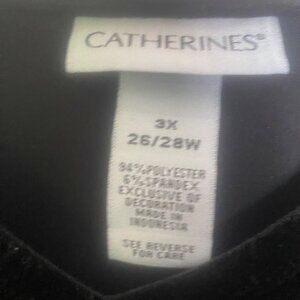 CATHERINES®
3X
26/28W
94%POLYESTER
6%SPANDEX
EXCLUSIVE OF
DECORATION
MADE IN
INDONESIA
SEE REVERSE
FOR CARE